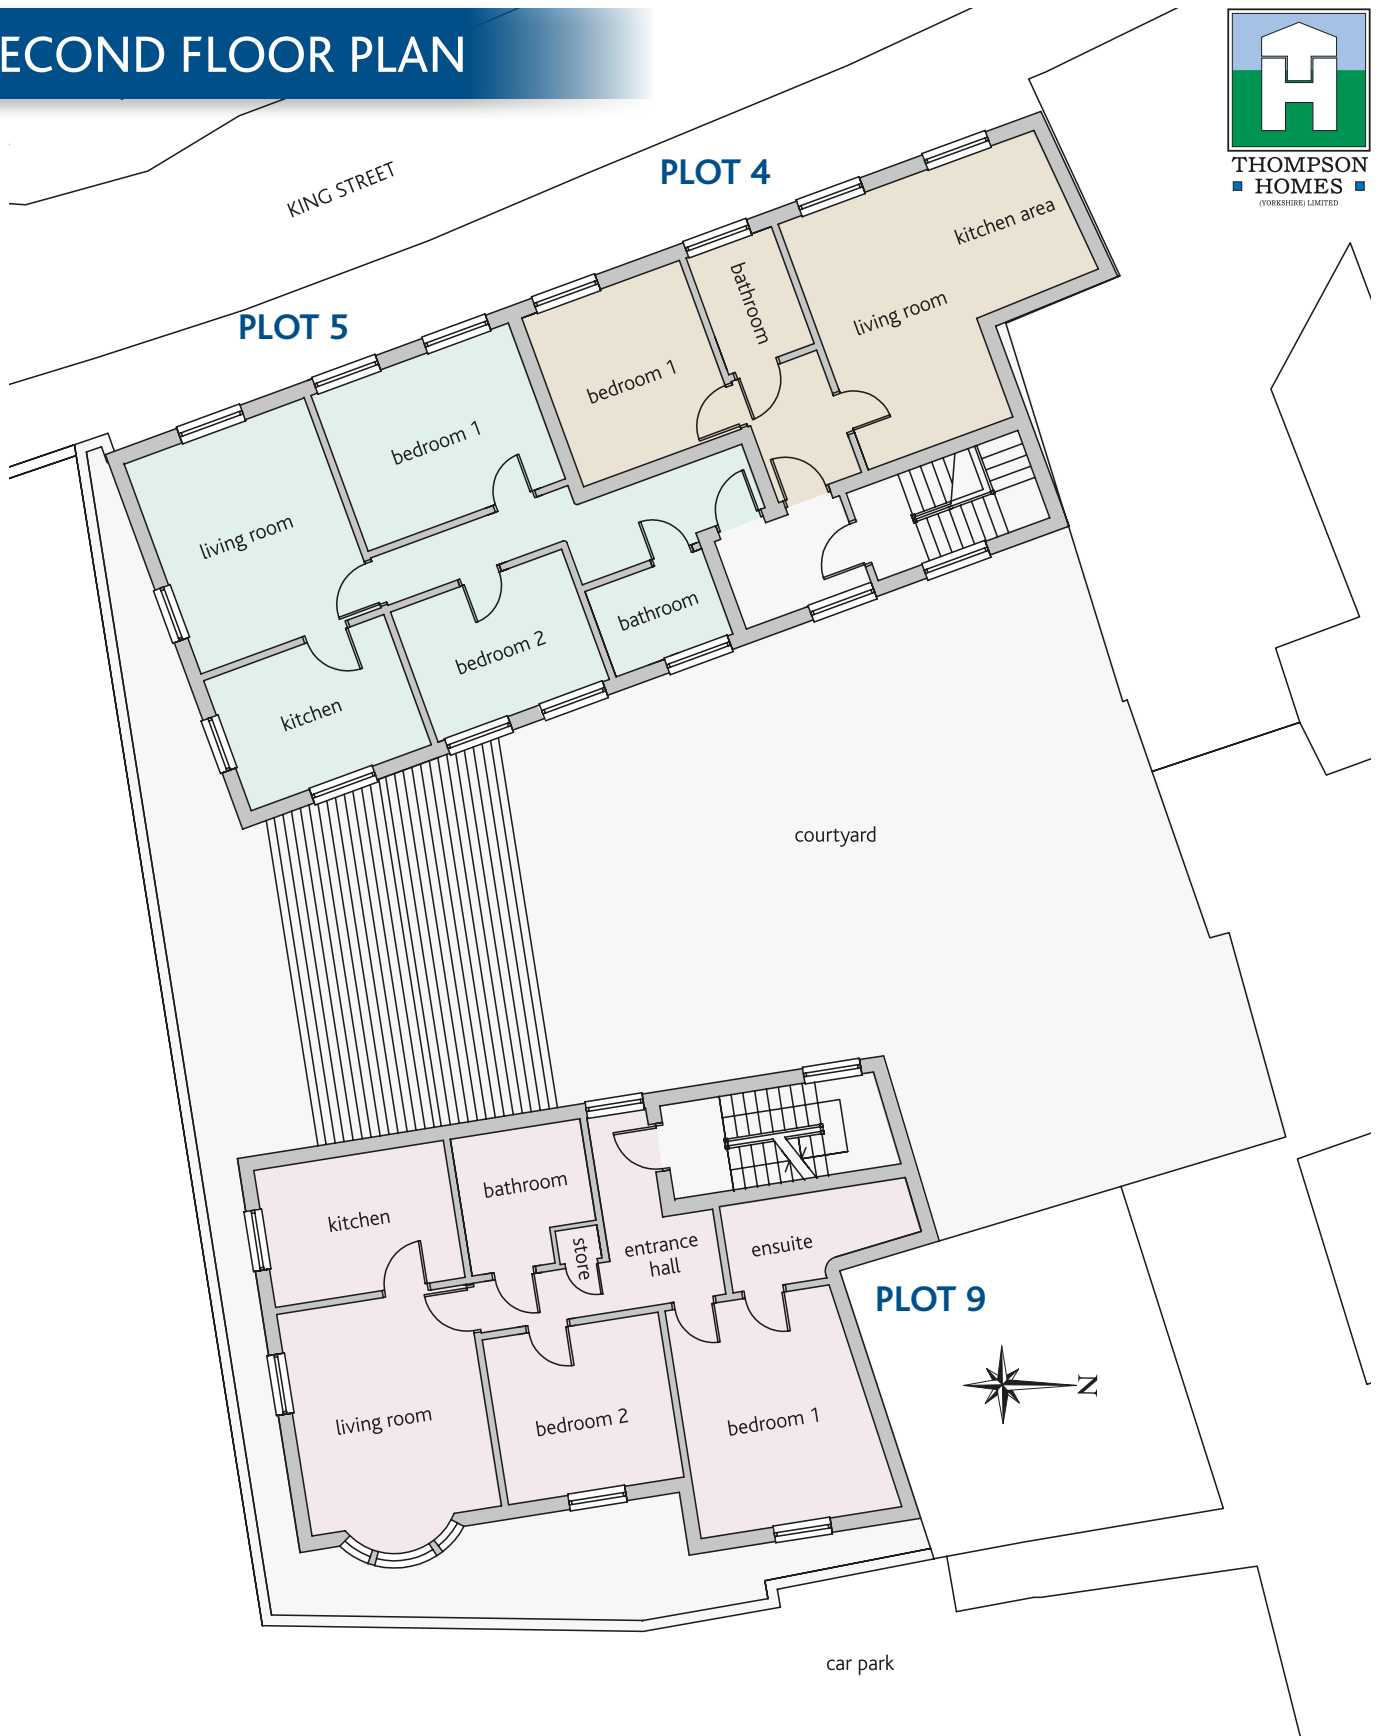 ECOND FLOOR PLAN
THOMPSON
HOMES
(YORKSHIRE) LIMITED
KING STREET
PLOT 4
kitchen area
bathroom
living room
bedroom 1
PLOT 5
bedroom 1
living room
bathroom
bedroom 2
kitchen
courtyard
bathroom
kitchen
store
entrance
hall
ensuite
PLOT 9
living room
bedroom 2
bedroom 1
N
car park